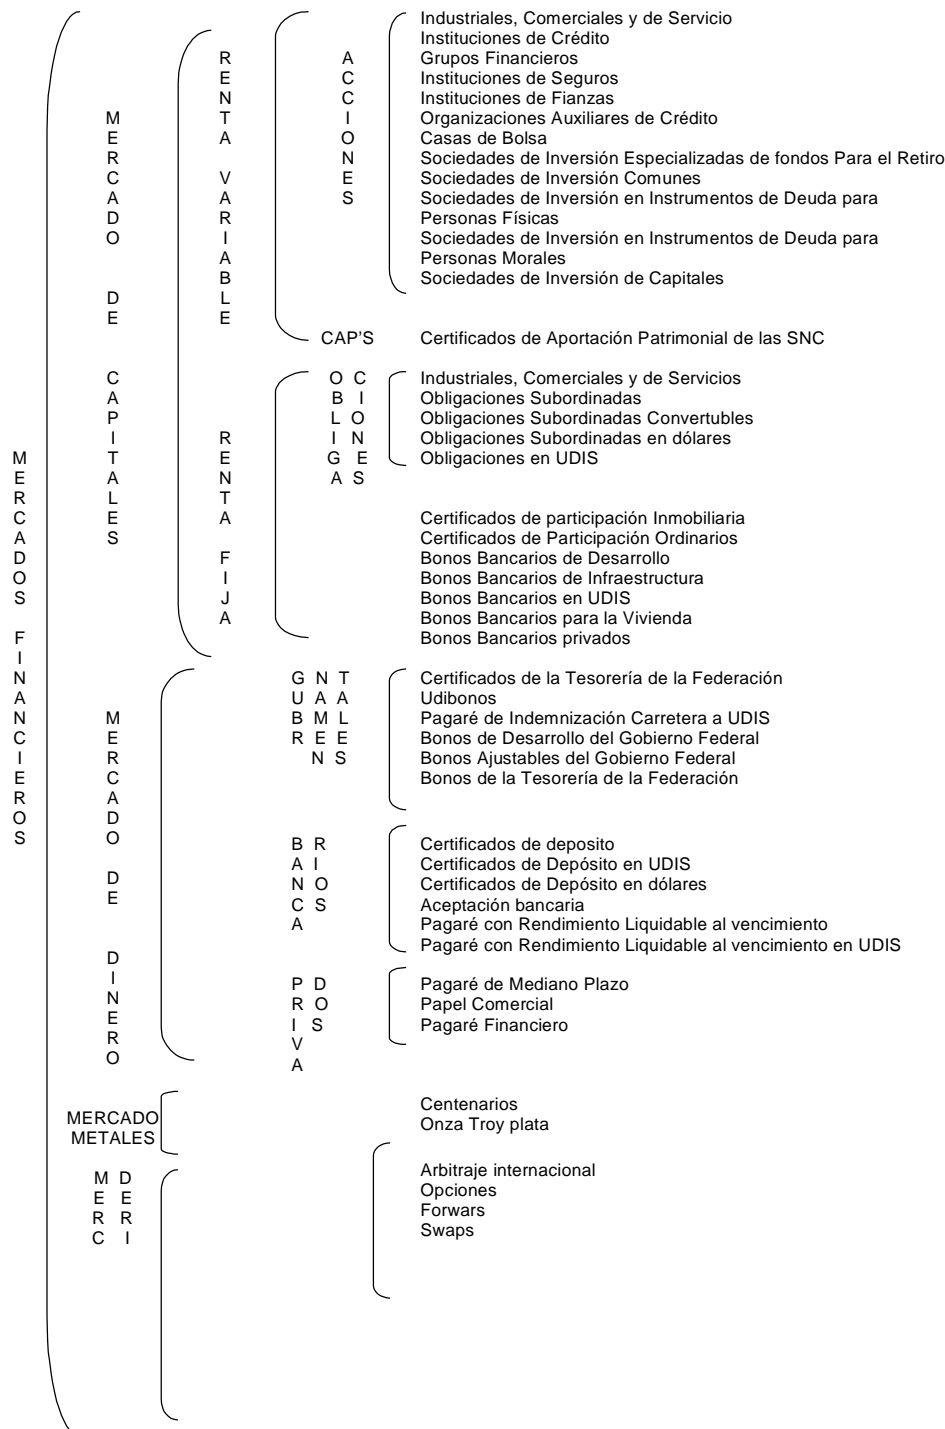 MERCADOS FINANCIEROS
MERCADO DE CAPITALES
RENTA VARIABLE
ACCIONES
Industriales, Comerciales y de Servicio
Instituciones de Crédito
Grupos Financieros
Instituciones de Seguros
Instituciones de Fianzas
Organizaciones Auxiliares de Crédito
Casas de Bolsa
Sociedades de Inversión Especializadas de fondos Para el Retiro
Sociedades de Inversión Comunes
Sociedades de Inversión en Instrumentos de Deuda para
Personas Físicas
Sociedades de Inversión en Instrumentos de Deuda para
Personas Morales
Sociedades de Inversión de Capitales
CAP'S
Certificados de Aportación Patrimonial de las SNC
RENTA FIJA
OBLIGACIONES
Industriales, Comerciales y de Servicios
Obligaciones Subordinadas
Obligaciones Subordinadas Convertubles
Obligaciones Subordinadas en dólares
Obligaciones en UDIS
Certificados de participación Inmobiliaria
Certificados de Participación Ordinarios
Bonos Bancarios de Desarrollo
Bonos Bancarios de Infraestructura
Bonos Bancarios en UDIS
Bonos Bancarios para la Vivienda
Bonos Bancarios privados
MERCADO DE DINERO
GUBRNAMENTALES
Certificados de la Tesorería de la Federación
Udibonos
Pagaré de Indemnización Carretera a UDIS
Bonos de Desarrollo del Gobierno Federal
Bonos Ajustables del Gobierno Federal
Bonos de la Tesorería de la Federación
BANCARIOS
Certificados de deposito
Certificados de Depósito en UDIS
Certificados de Depósito en dólares
Aceptación bancaria
Pagaré con Rendimiento Liquidable al vencimiento
Pagaré con Rendimiento Liquidable al vencimiento en UDIS
PRIVADOS
Pagaré de Mediano Plazo
Papel Comercial
Pagaré Financiero
MERCADO
METALES
Centenarios
Onza Troy plata
MERC DERI
Arbitraje internacional
Opciones
Forwars
Swaps